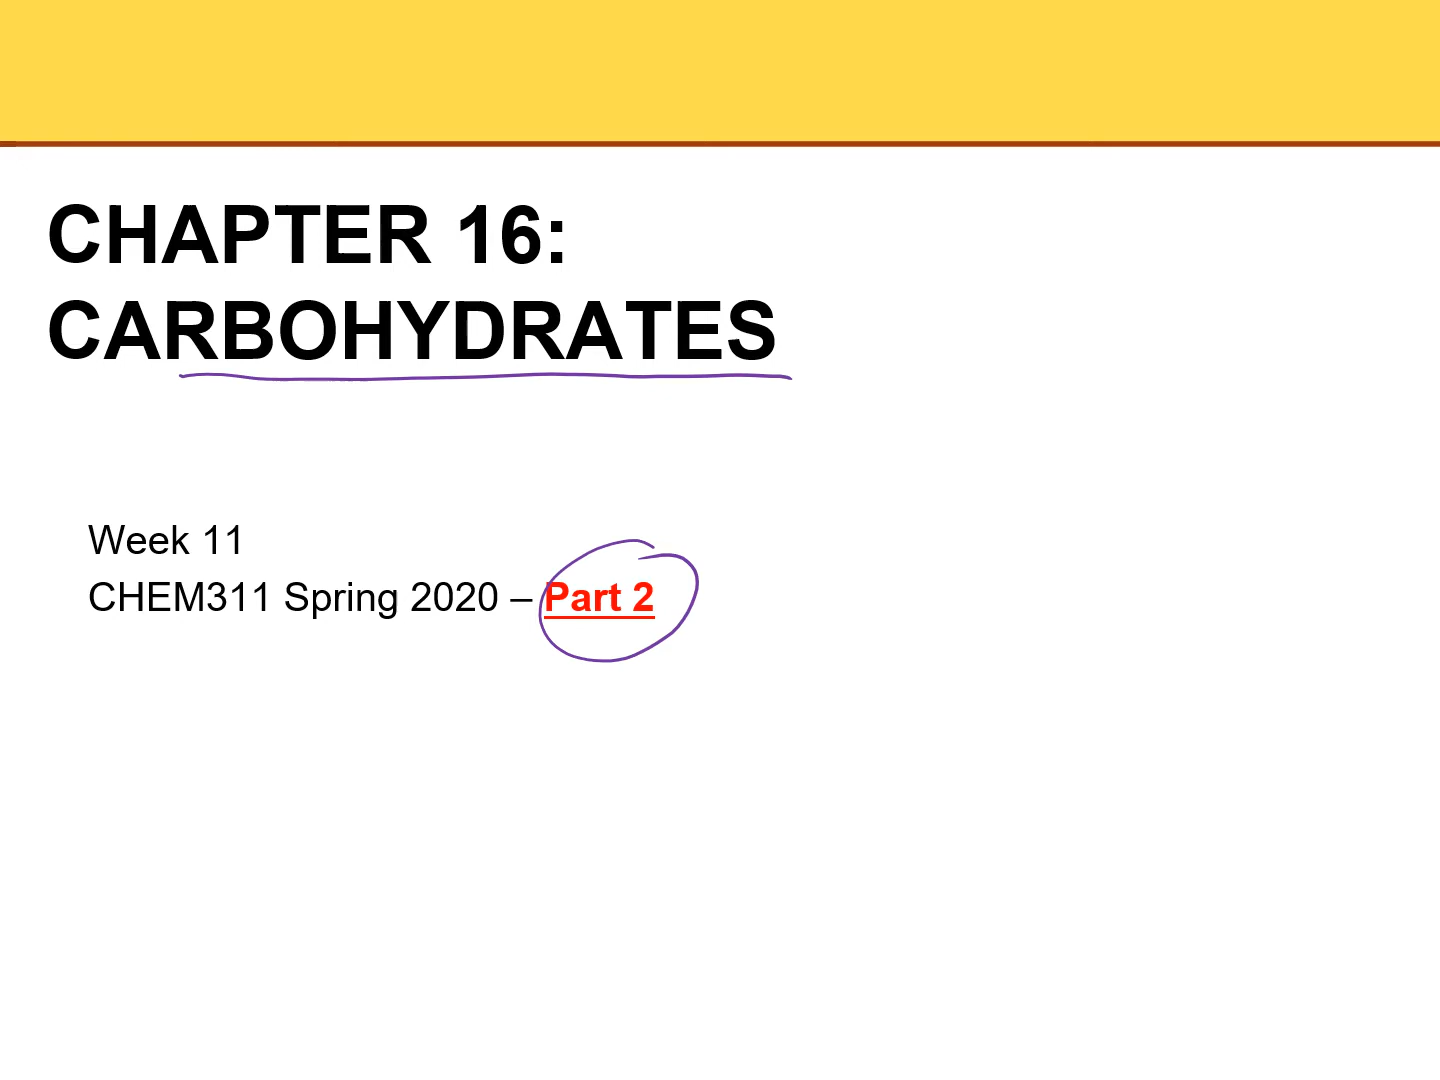 CHAPTER 16:
CARBOHYDRATES
Week 11
CHEM311 Spring 2020 – Part 2